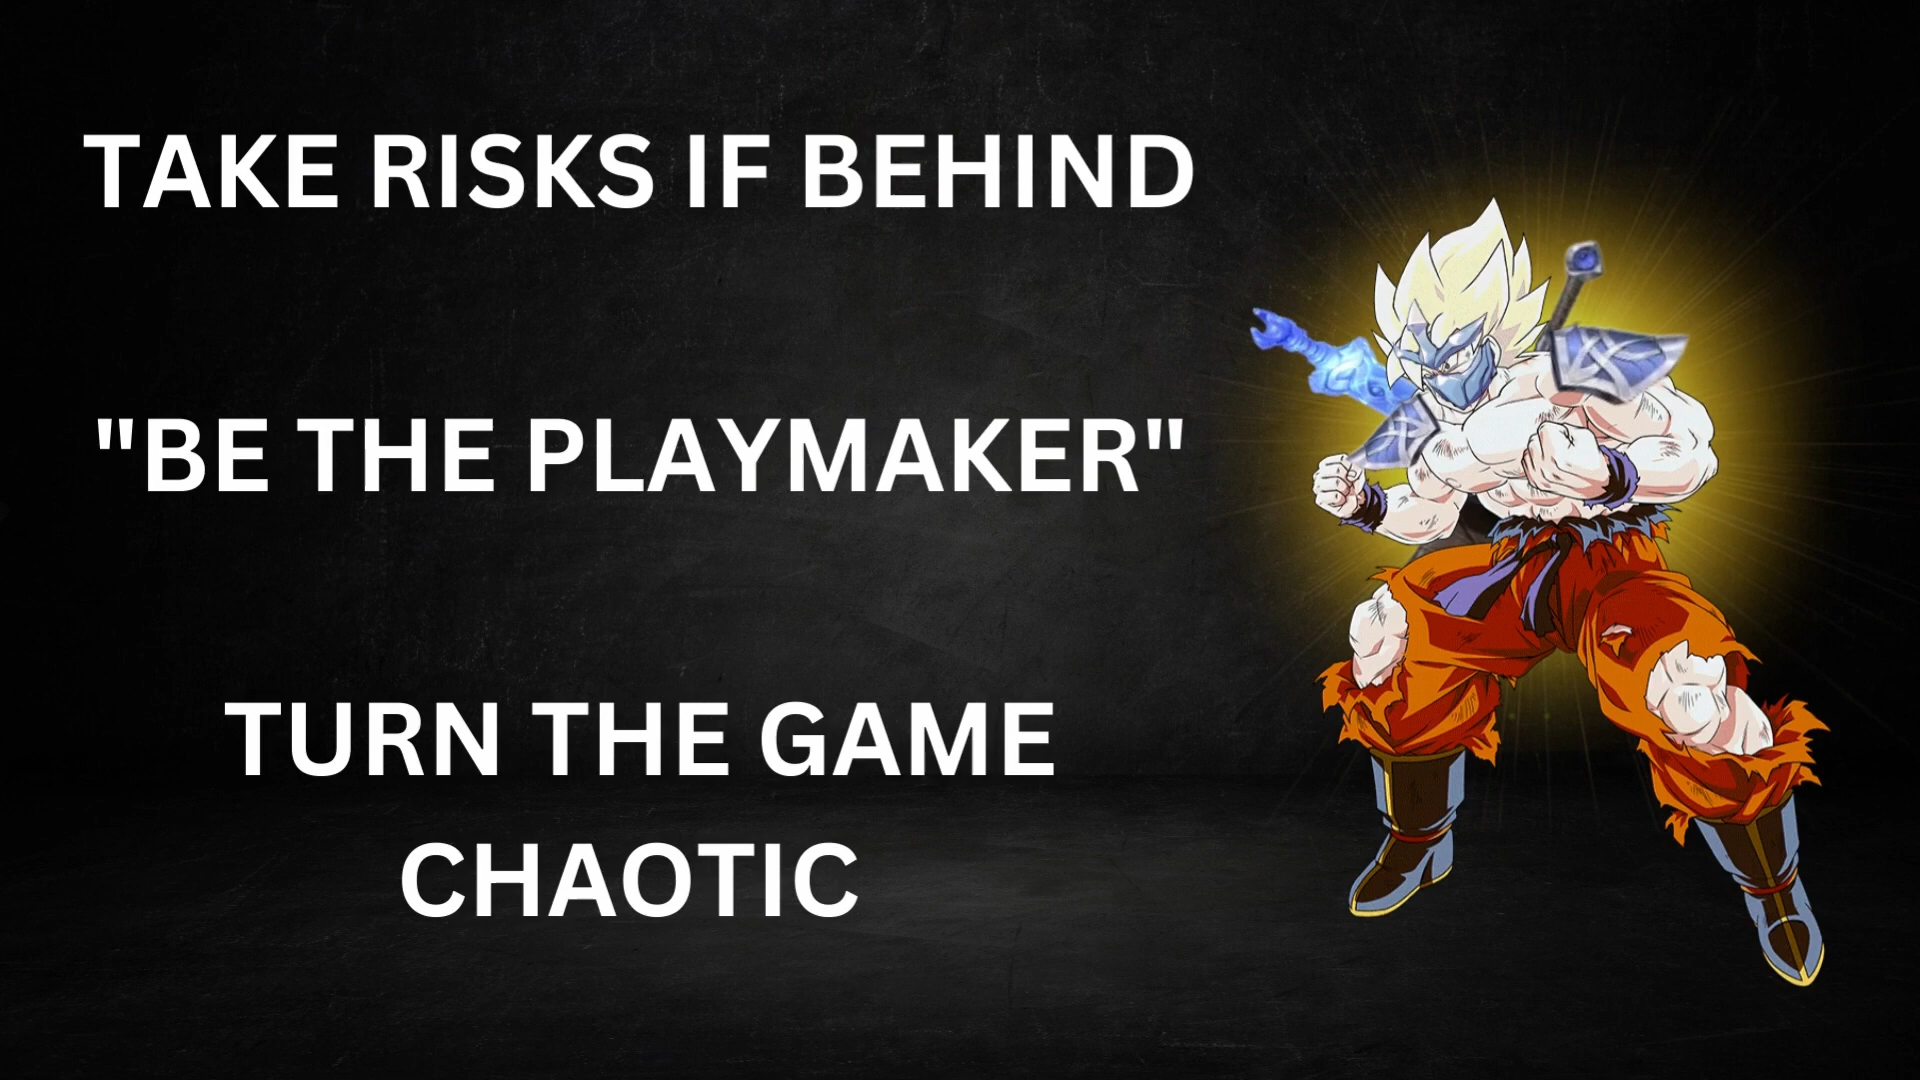 TAKE RISKS IF BEHIND
"BE THE PLAYMAKER"
TURN THE GAME
CHAOTIC